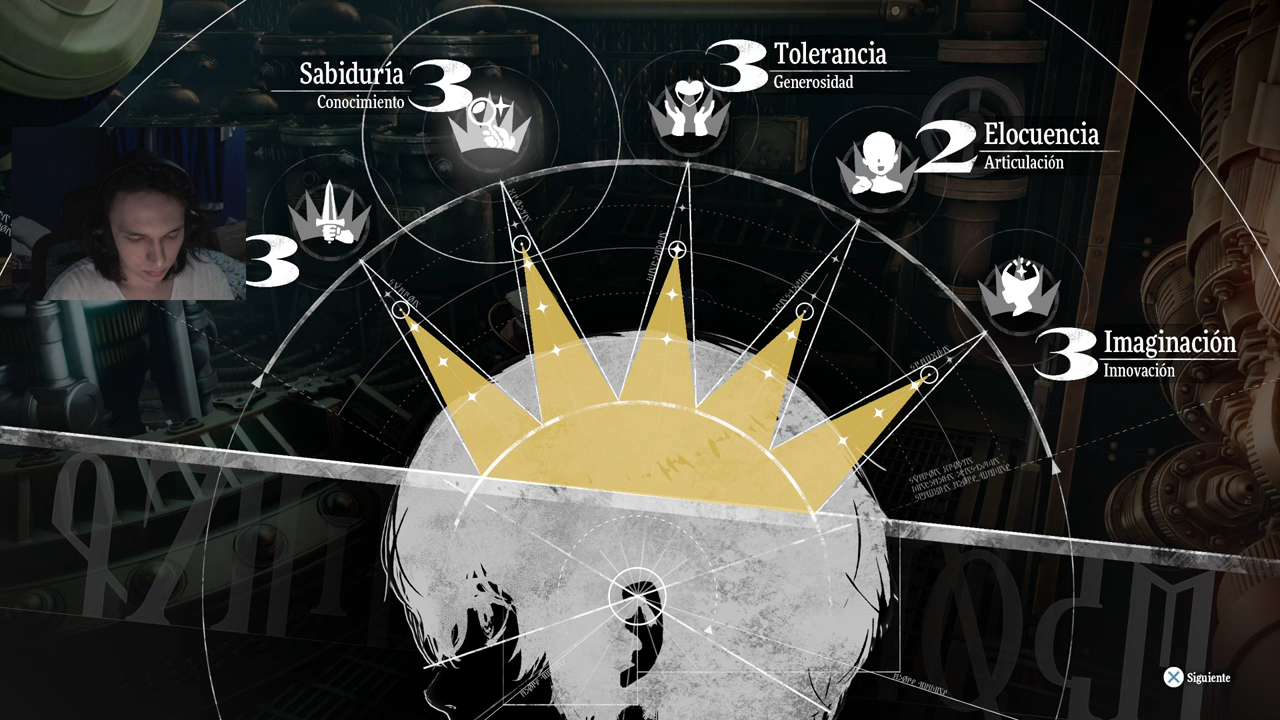 Sabiduría
Conocimiento
3
3
Tolerancia
Generosidad
2
Elocuencia
Articulación
3
3
Imaginación
Innovación
Siguiente